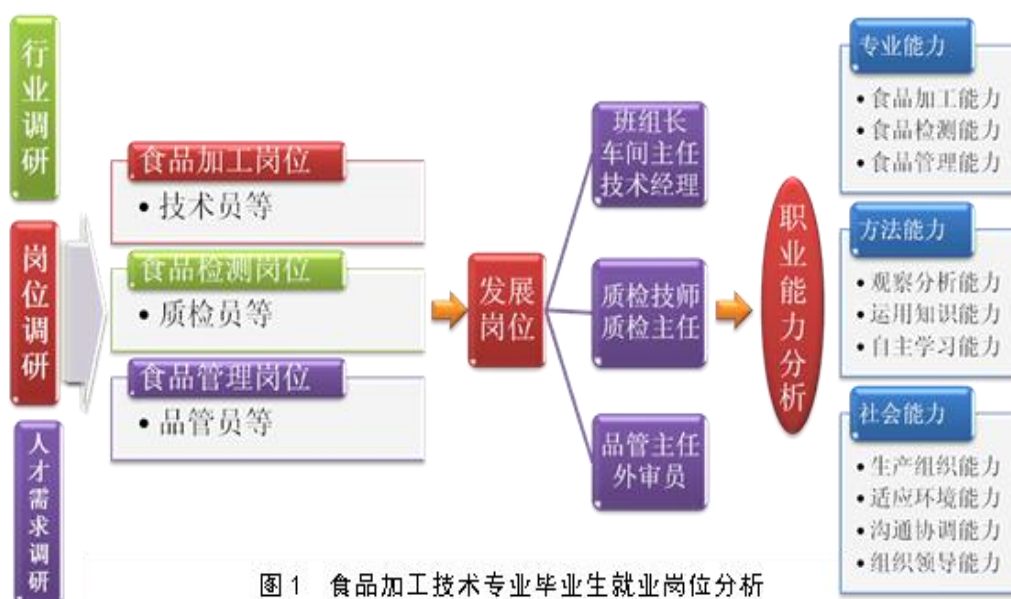 行业调研
岗位调研
人才需求调研
食品加工岗位
• 技术员等
食品检测岗位
• 质检员等
食品管理岗位
• 品管员等
发展
岗位
班组长
车间主任
技术经理
质检技师
质检主任
品管主任
外审员
职业能力分析
专业能力
• 食品加工能力
• 食品检测能力
• 食品管理能力
方法能力
• 观察分析能力
• 运用知识能力
• 自主学习能力
社会能力
• 生产组织能力
• 适应环境能力
• 沟通协调能力
• 组织领导能力
图1 食品加工技术专业毕业生就业岗位分析